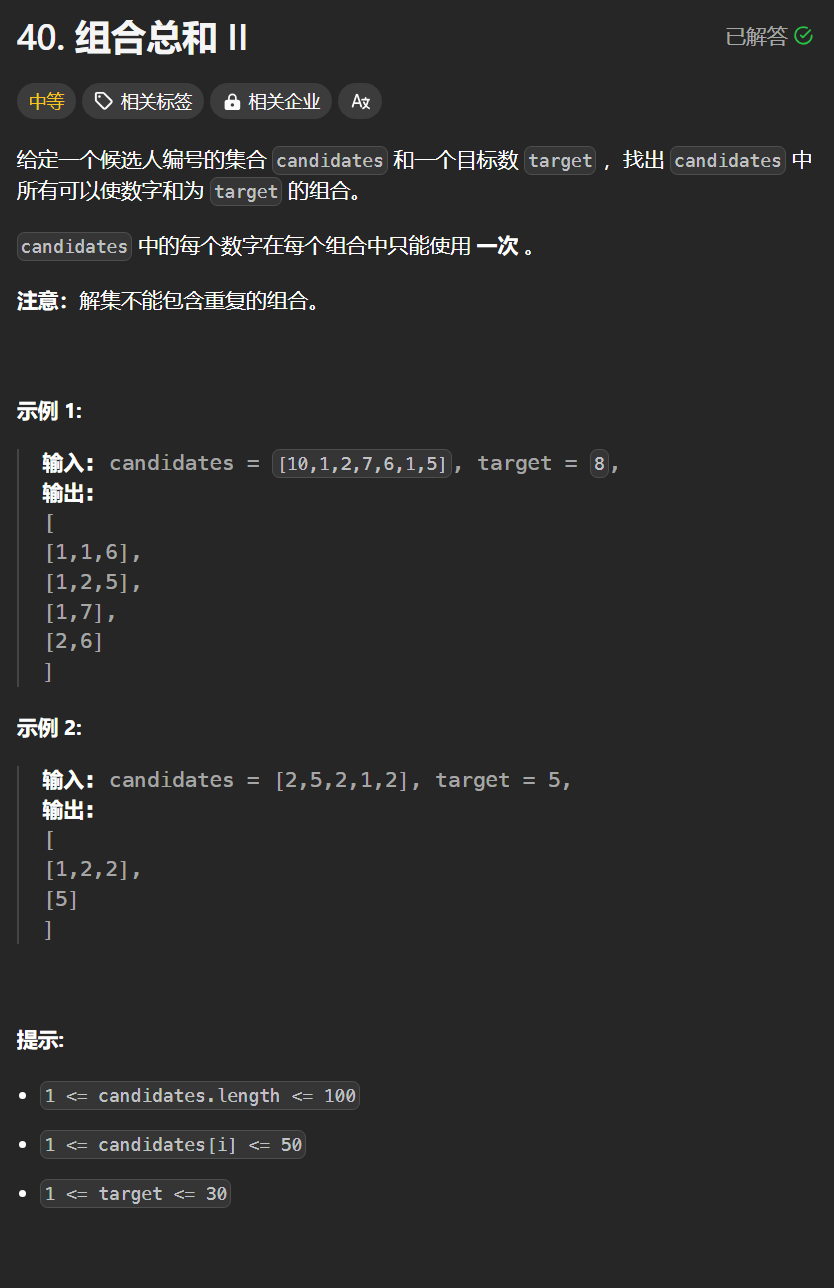 40. 组合总和 II
已解答
中等 相关标签 相关企业
给定一个候选人编号的集合 candidates 和一个目标数 target ，找出 candidates 中
所有可以使数字和为 target 的组合。
candidates 中的每个数字在每个组合中只能使用 一次 。
注意：解集不能包含重复的组合。
示例 1:
输入: candidates = [10,1,2,7,6,1,5], target = 8,
输出:
[
[1,1,6],
[1,2,5],
[1,7],
[2,6]
]
示例 2:
输入: candidates = [2,5,2,1,2], target = 5,
输出:
[
[1,2,2],
[5]
]
提示:
1 <= candidates.length <= 100
1 <= candidates[i] <= 50
1 <= target <= 30